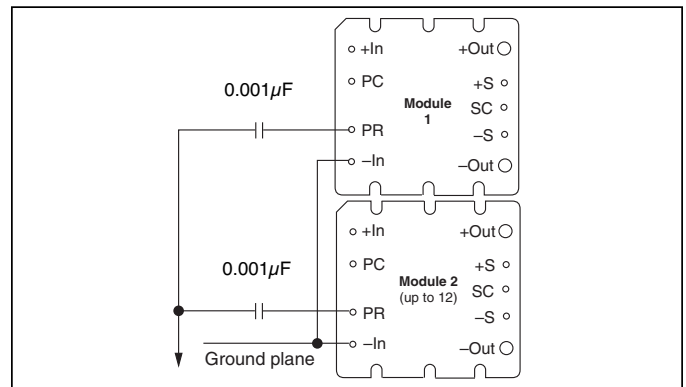 +In
+Out
PC
+S
0.001µF
Module
1
SC
PR
–S
–In
–Out
+In
+Out
PC
+S
0.001µF
Module 2
(up to 12)
SC
PR
–S
–In
–Out
Ground plane